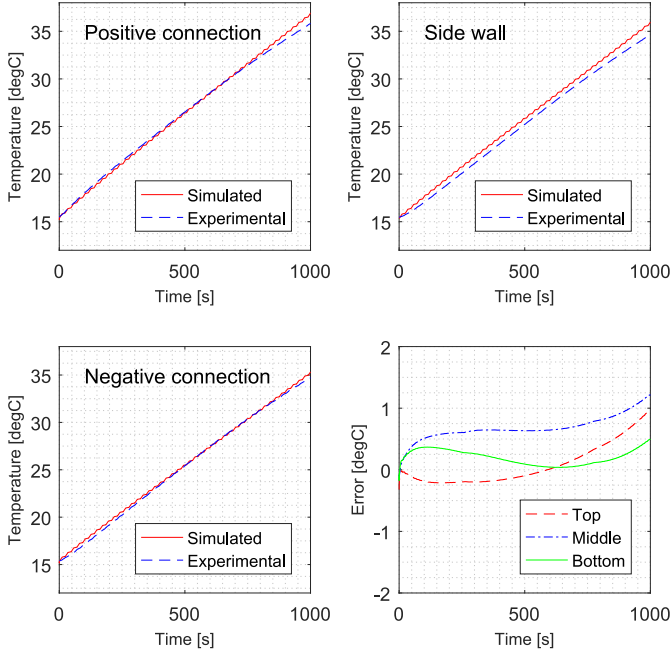 Positive connection
Temperature [degC]
35
30
25
20
15
Simulated
Experimental
0
500
1000
Time [s]
Side wall
Temperature [degC]
35
30
25
20
15
Simulated
Experimental
0
500
1000
Time [s]
Negative connection
Temperature [degC]
35
30
25
20
15
Simulated
Experimental
0
500
1000
Time [s]
Error [degC]
2
1
0
-1
-2
Top
Middle
Bottom
0
500
1000
Time [s]